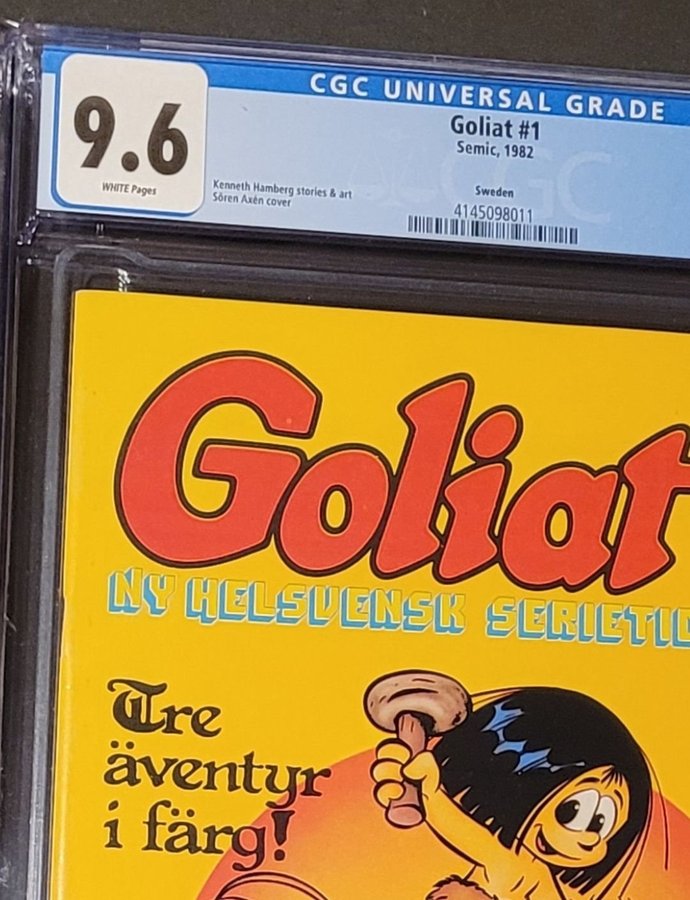 CGC UNIVERSAL GRADE
9.6
WHITE Pages
Goliat #1
Semic, 1982
Kenneth Hamberg stories & art
Sören Axén cover
Sweden
4145098011
CGC
Goliat
NY HELSVENSK SERIETID
Tre
äventyr
i färg!